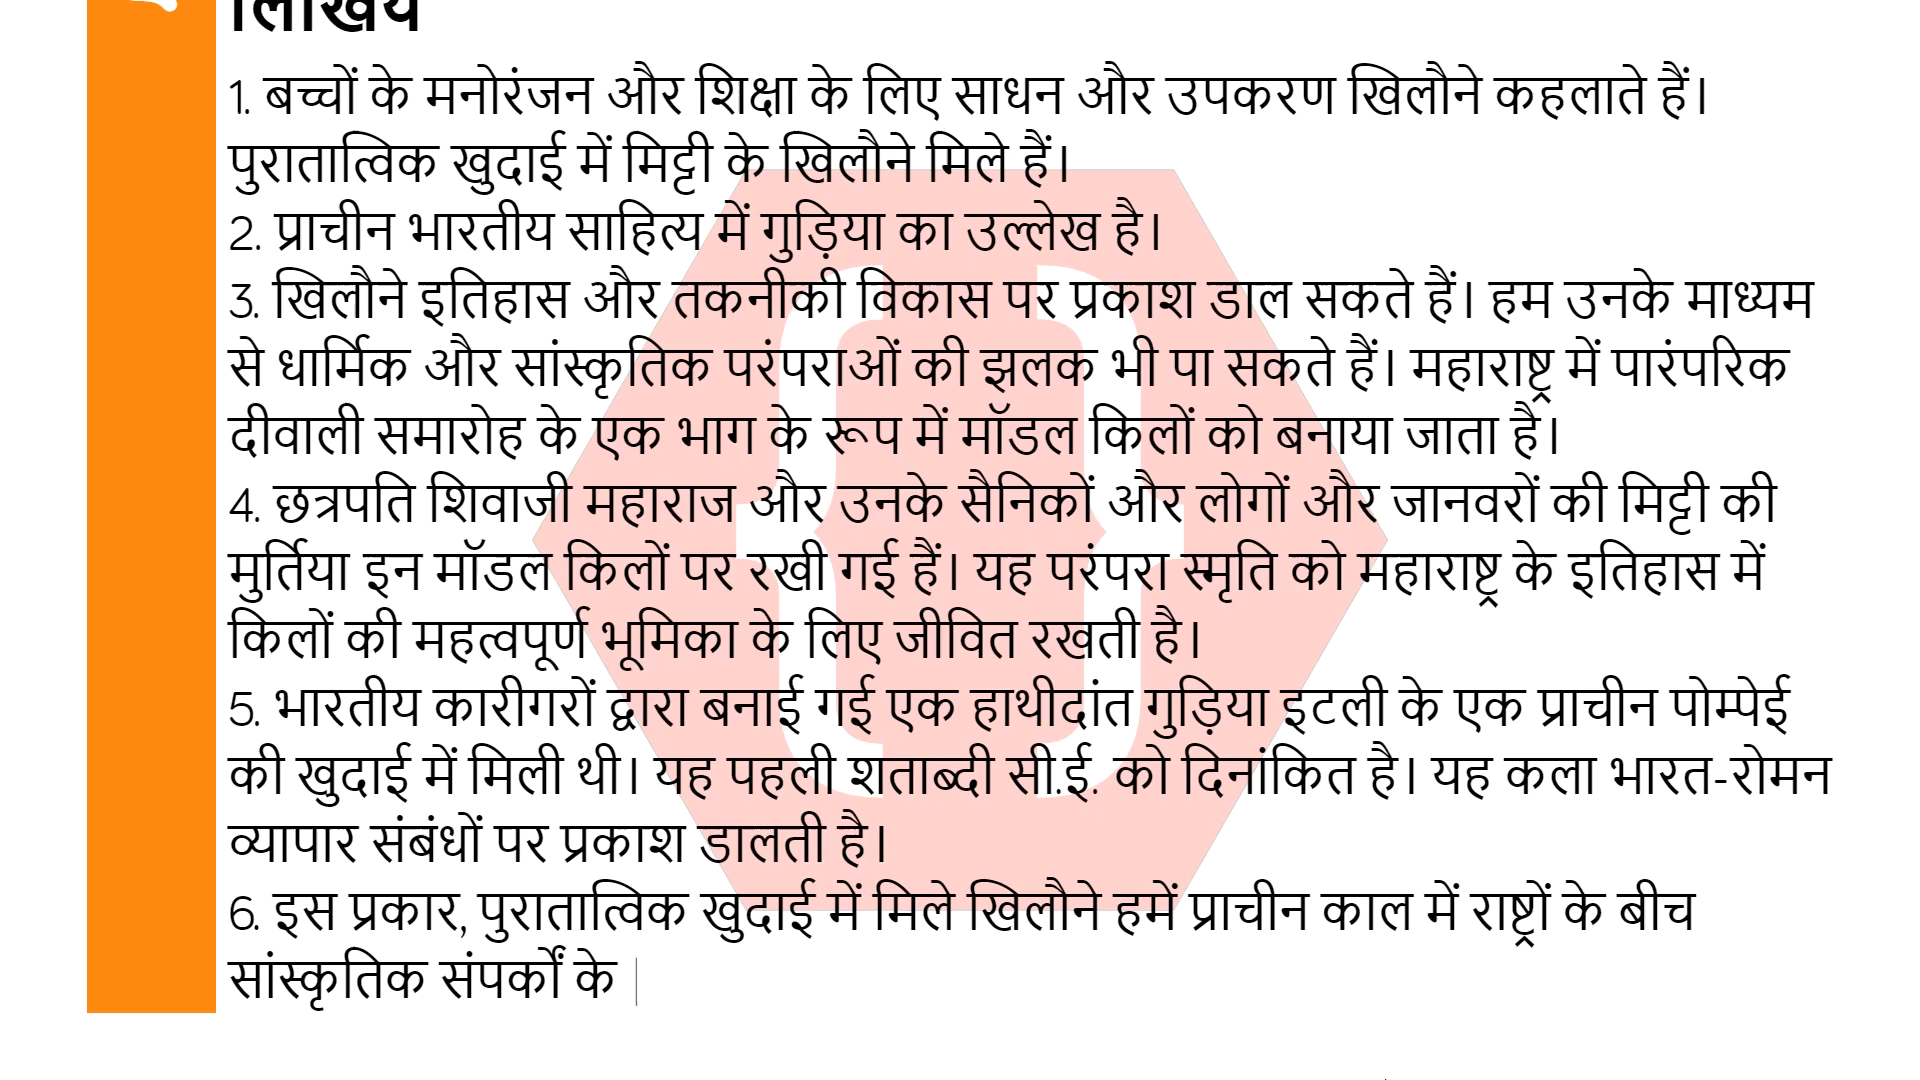 लिखिये
1. बच्चों के मनोरंजन और शिक्षा के लिए साधन और उपकरण खिलौने कहलाते हैं।
पुरातात्विक खुदाई में मिट्टी के खिलौने मिले हैं।
2. प्राचीन भारतीय साहित्य में गुड़िया का उल्लेख है।
3. खिलौने इतिहास और तकनीकी विकास पर प्रकाश डाल सकते हैं। हम उनके माध्यम
से धार्मिक और सांस्कृतिक परंपराओं की झलक भी पा सकते हैं। महाराष्ट्र में पारंपरिक
दीवाली समारोह के एक भाग के रूप में मॉडल किलों को बनाया जाता है।
4. छत्रपति शिवाजी महाराज और उनके सैनिकों और लोगों और जानवरों की मिट्टी की
मुर्तिया इन मॉडल किलों पर रखी गई हैं। यह परंपरा स्मृति को महाराष्ट्र के इतिहास में
किलों की महत्वपूर्ण भूमिका के लिए जीवित रखती है।
5. भारतीय कारीगरों द्वारा बनाई गई एक हाथीदांत गुड़िया इटली के एक प्राचीन पोम्पेई
की खुदाई में मिली थी। यह पहली शताब्दी सी.ई. को दिनांकित है। यह कला भारत-रोमन
व्यापार संबंधों पर प्रकाश डालती है।
6. इस प्रकार, पुरातात्विक खुदाई में मिले खिलौने हमें प्राचीन काल में राष्ट्रों के बीच
सांस्कृतिक संपर्कों के